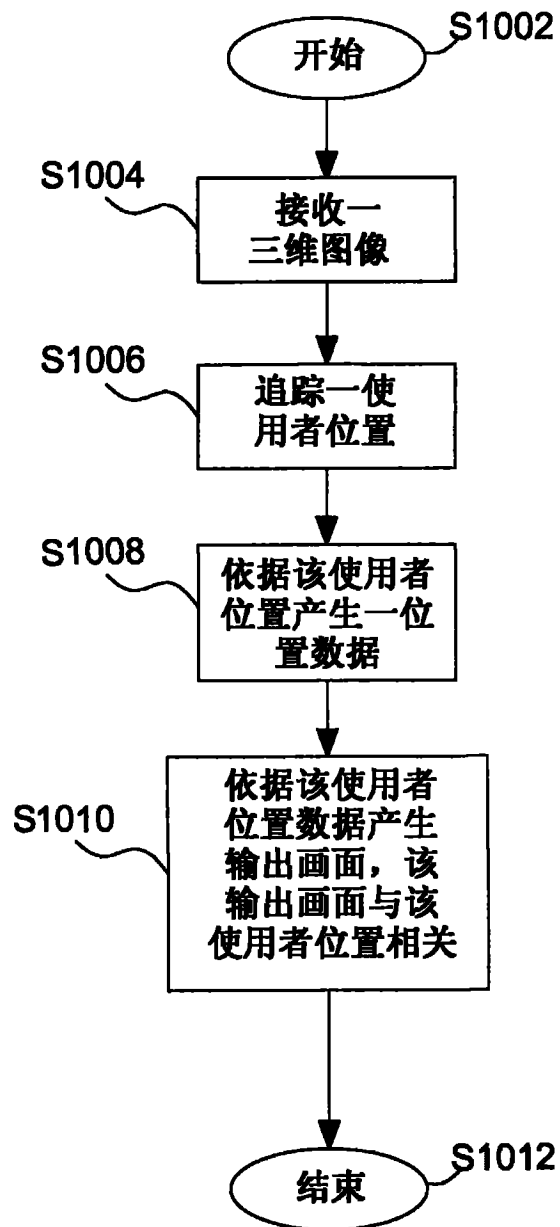 S1002
开始
S1004
接收一
三维图像
S1006
追踪一使
用者位置
S1008
依据该使用者
位置产生一位
置数据
S1010
依据该使用者
位置数据产生
输出画面，该
输出画面与该
使用者位置相关
S1012
结束